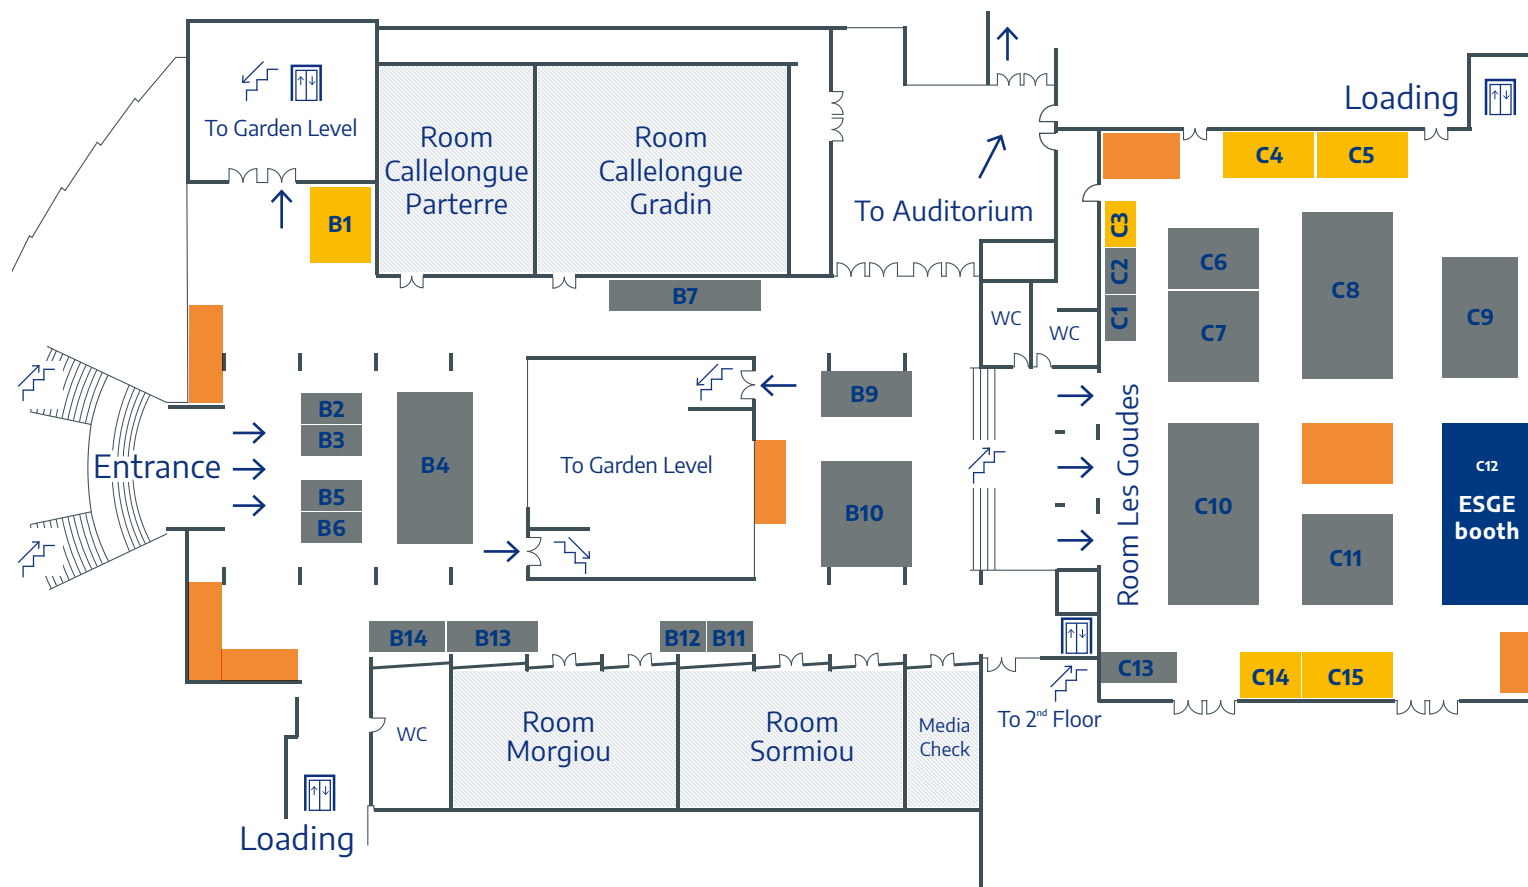 Loading
To Garden Level
Room
Callelongue
Parterre
Room
Callelongue
Gradin
To Auditorium
C4
C5
B1
C3
C2
C1
C6
C7
C8
C9
B7
WC
WC
B2
B3
B4
B5
B6
Entrance
To Garden Level
B9
B10
Room Les Goudes
C10
C11
C12
ESGE
booth
B14
B13
B12
B11
C13
C14
C15
WC
Room
Morgiou
Room
Sormiou
Media
Check
To 2nd Floor
Loading